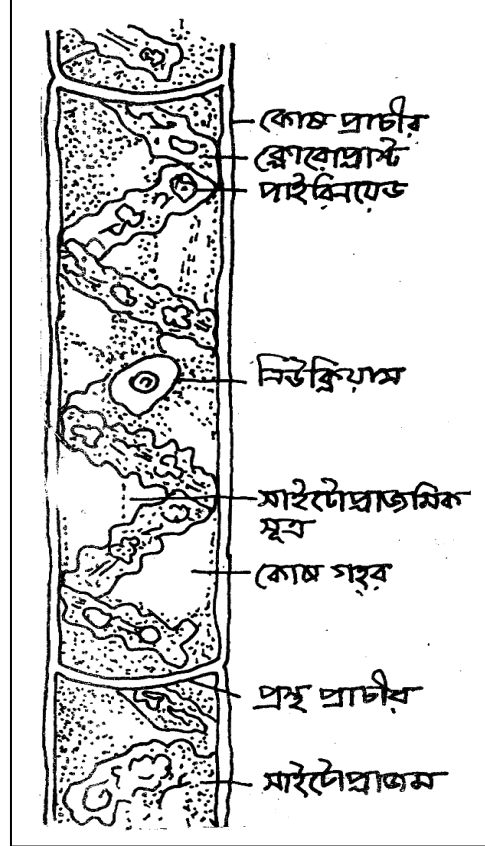 কোষ প্রাচীর
ক্লোরোপ্লাস্ট
পাইরিনয়েড
নিউক্লিয়াস
সাইটোপ্লাজমিক
সূত্র
কোষ গহ্বর
প্রস্থ প্রাচীর
সাইটোপ্লাজম